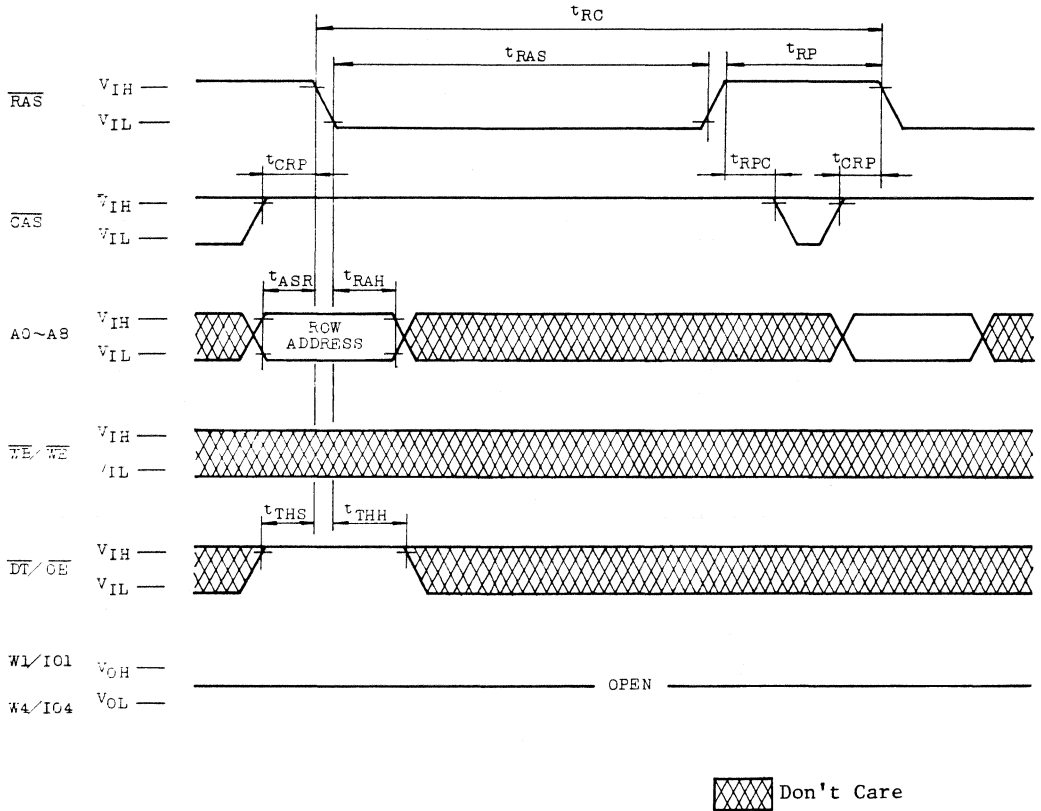 tRC
tRAS
tRP
RAS
VIH
VIL
tCRP
tRPC
tCRP
CAS
VIH
VIL
tASR
tRAH
A0~A8
VIH
VIL
ROW
ADDRESS
WB/WE
VIH
VIL
tTHS
tTHH
DT/OE
VIH
VIL
W1/IO1
VOH
OPEN
W4/IO4
VOL
Don't Care